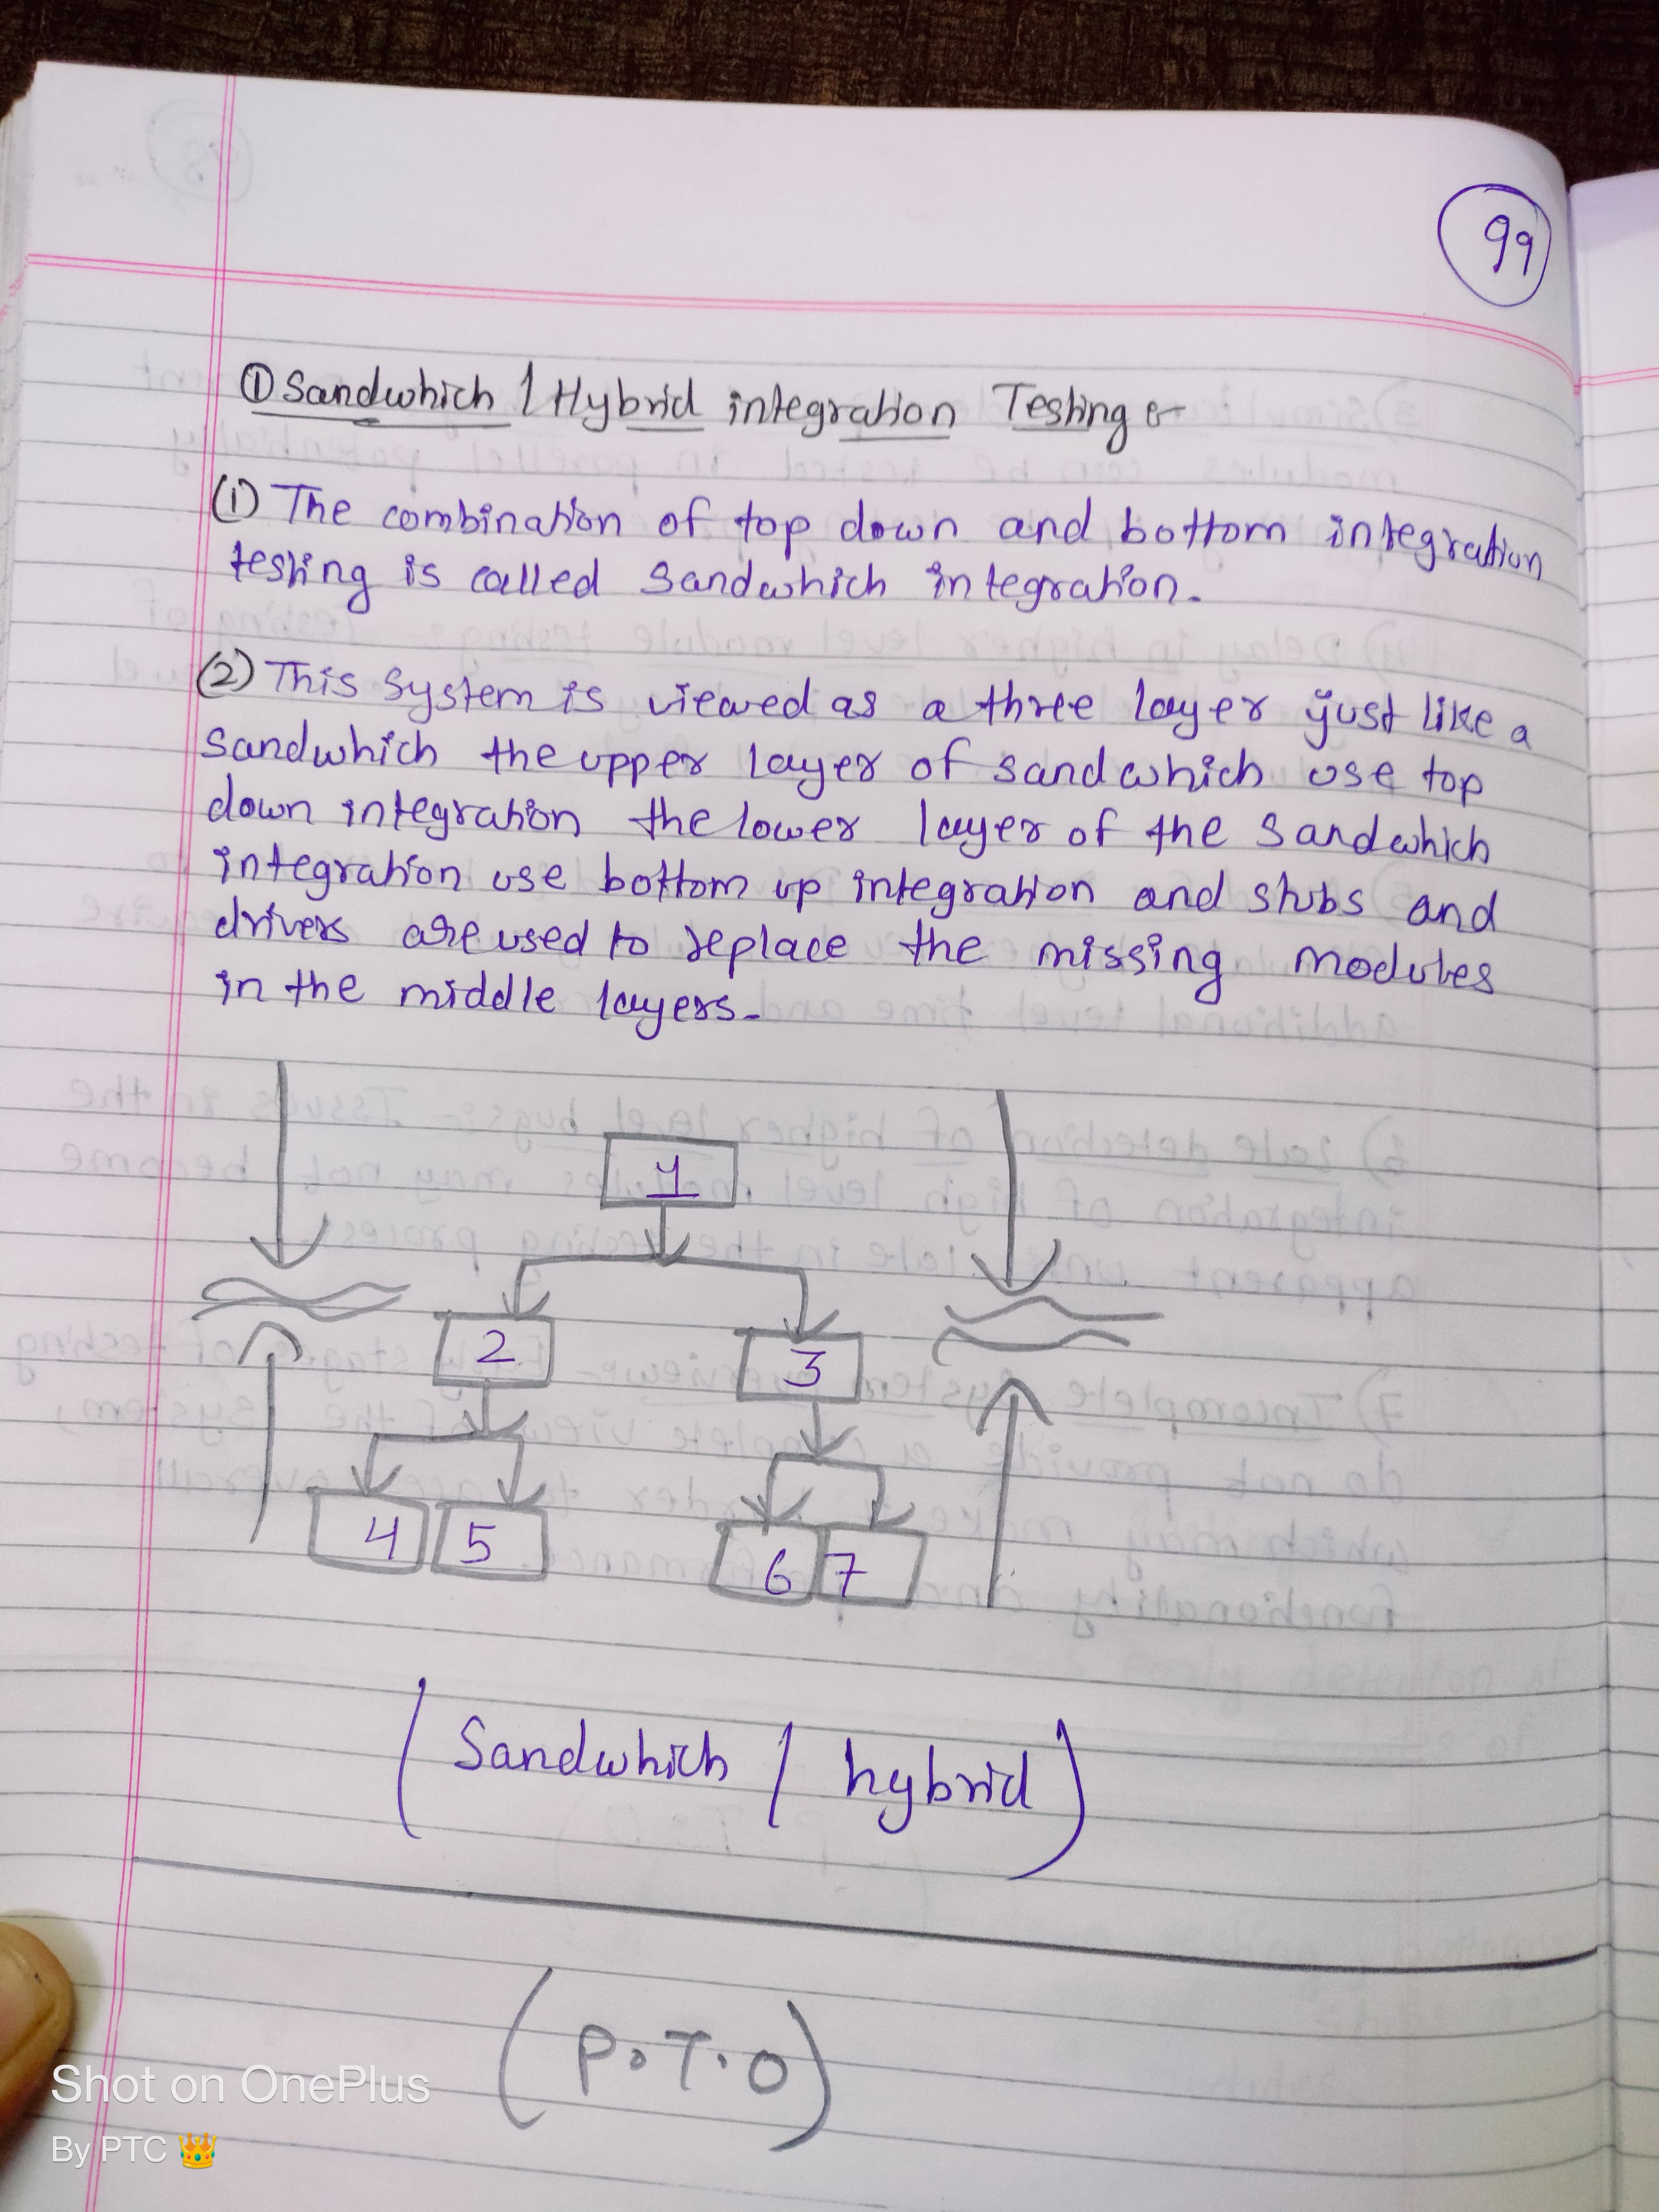 99
① Sandwhich / Hybrid integration Testing :-
(1) The combination of top down and bottom integration
testing is called sandwhich integration.
(2) This system is viewed as a three layer just like a
sandwhich the upper layer of sandwhich use top
down integration the lower layer of the sandwhich
integration use bottom up integration and stubs and
drivers are used to replace the missing modules
in the middle layers.
1
2 3
4 5 6 7
(Sandwhich / hybrid)
(P.T.O)
Shot on OnePlus
By PTC 👑